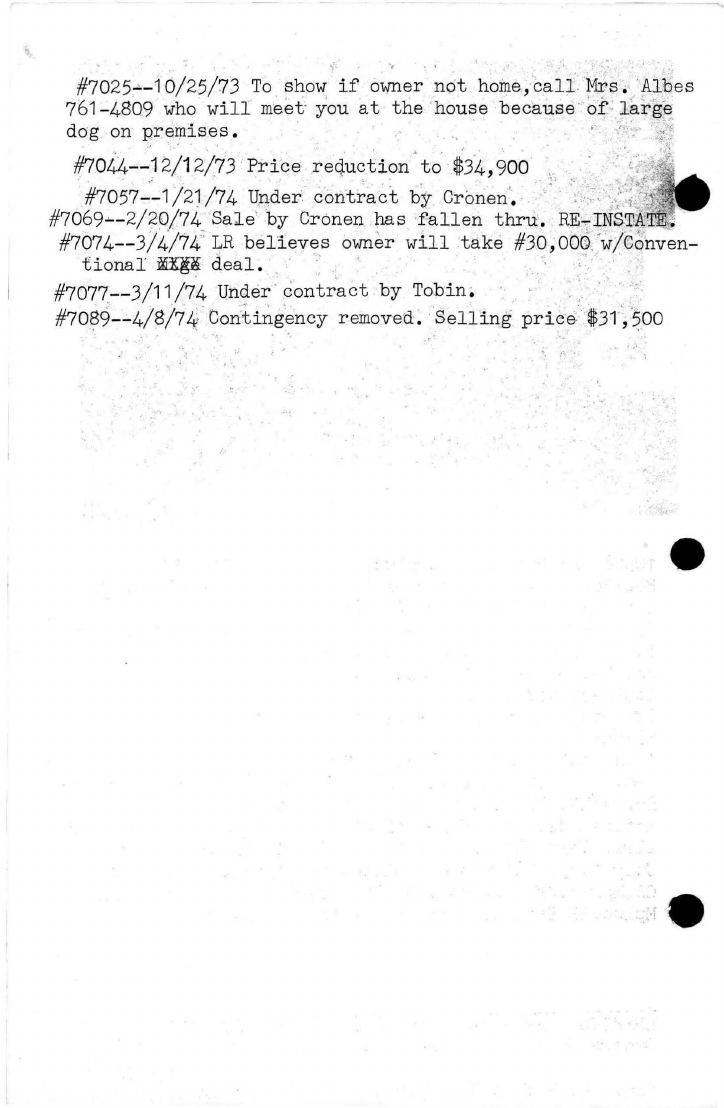 #7025--10/25/73 To show if owner not home,call Mrs. Albes
761-4809 who will meet you at the house because of large
dog on premises.
#7044--12/12/73 Price reduction to $34,900
#7057--1/21/74 Under contract by Cronen.
#7069--2/20/74 Sale by Cronen has fallen thru. RE-INSTATE.
#7074--3/4/74 LR believes owner will take #30,000 w/Conven-
tional deal.
#7077--3/11/74 Under contract by Tobin.
#7089--4/8/74 Contingency removed. Selling price $31,500